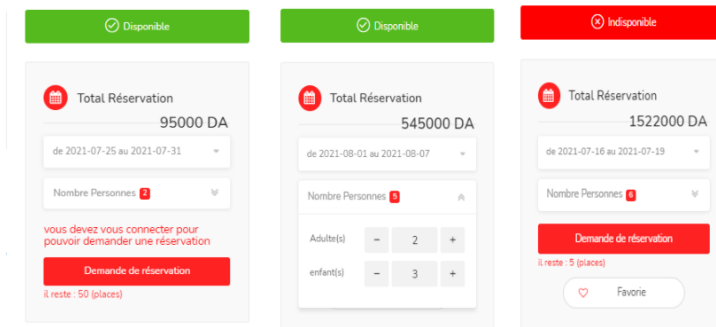 Disponible
Total Réservation
95000 DA
de 2021-07-25 au 2021-07-31
Nombre Personnes 2
vous devez vous connecter pour
pouvoir demander une réservation
Demande de réservation
il reste : 50 (places)
Disponible
Total Réservation
545000 DA
de 2021-08-01 au 2021-08-07
Nombre Personnes 5
Adulte(s) - 2 +
enfant(s) - 3 +
Indisponible
Total Réservation
1522000 DA
de 2021-07-16 au 2021-07-19
Nombre Personnes 6
Demande de réservation
il reste : 5 (places)
Favorie